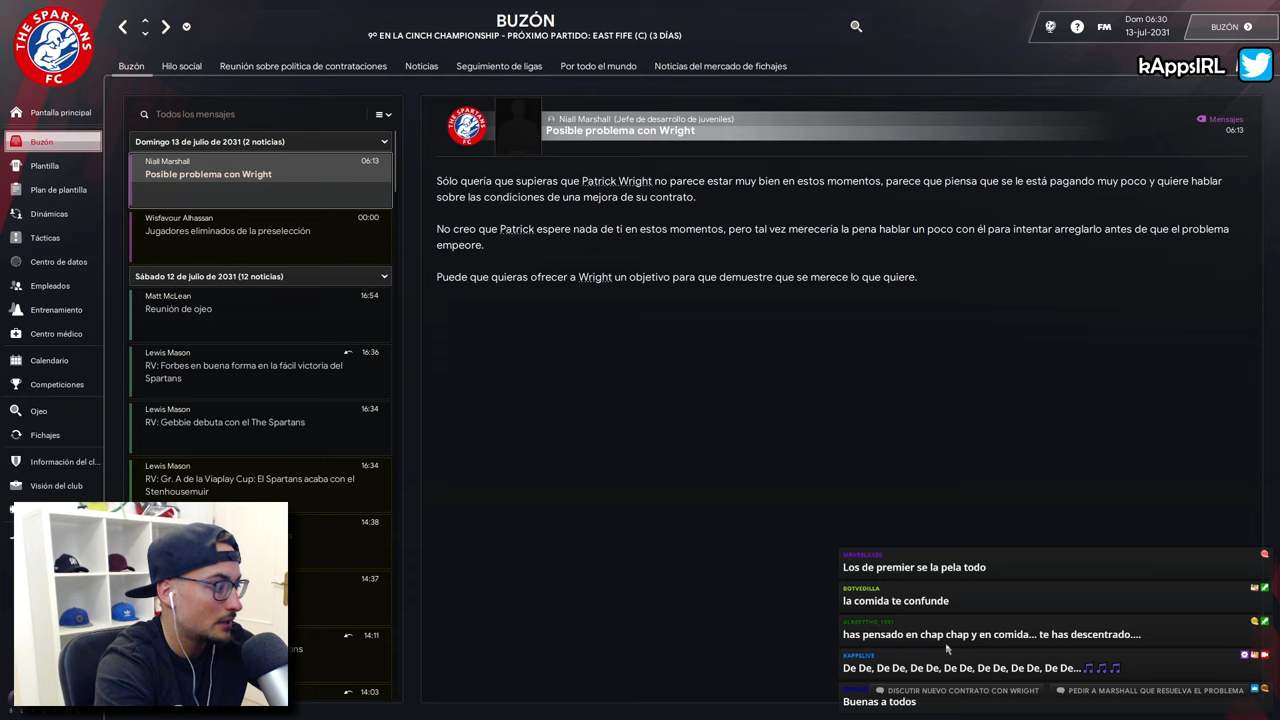 THE SPARTANS
FC
BUZÓN
9º EN LA CINCH CHAMPIONSHIP - PRÓXIMO PARTIDO: EAST FIFE (C) (3 DÍAS)
FM
Dom 06:30
13-jul-2031
BUZÓN
kAppsIRL
Buzón
Hilo social
Reunión sobre política de contrataciones
Noticias
Seguimiento de ligas
Por todo el mundo
Noticias del mercado de fichajes
Pantalla principal
Buzón
Plantilla
Plan de plantilla
Dinámicas
Tácticas
Centro de datos
Empleados
Entrenamiento
Centro médico
Calendario
Competiciones
Ojeo
Fichajes
Información del cl...
Visión del club
Todos los mensajes
Domingo 13 de julio de 2031 (2 noticias)
Niall Marshall 06:13
Posible problema con Wright
Wisfavour Alhassan 00:00
Jugadores eliminados de la preselección
Sábado 12 de julio de 2031 (12 noticias)
Matt McLean 16:54
Reunión de ojeo
Lewis Mason 16:36
RV: Forbes en buena forma en la fácil victoria del
Spartans
Lewis Mason 16:34
RV: Gebbie debuta con el The Spartans
Lewis Mason 16:34
RV: Gr. A de la Viaplay Cup: El Spartans acaba con el
Stenhousemuir
14:38
14:37
14:11
14:03
Niall Marshall (Jefe de desarrollo de juveniles)
Posible problema con Wright
Mensajes
06:13
Sólo quería que supieras que Patrick Wright no parece estar muy bien en estos momentos, parece que piensa que se le está pagando muy poco y quiere hablar
sobre las condiciones de una mejora de su contrato.
No creo que Patrick espere nada de ti en estos momentos, pero tal vez merecería la pena hablar un poco con él para intentar arreglarlo antes de que el problema
empeore.
Puede que quieras ofrecer a Wright un objetivo para que demuestre que se merece lo que quiere.
Los de premier se la pela todo
BOTVEDILLA
la comida te confunde
has pensado en chap chap y en comida... te has descentrado....
KAPPSLIVE
De De, De De, De De, De De, De De, De De, De De...🎵🎵🎵
DISCUTIR NUEVO CONTRATO CON WRIGHT
PEDIR A MARSHALL QUE RESUELVA EL PROBLEMA
Buenas a todos